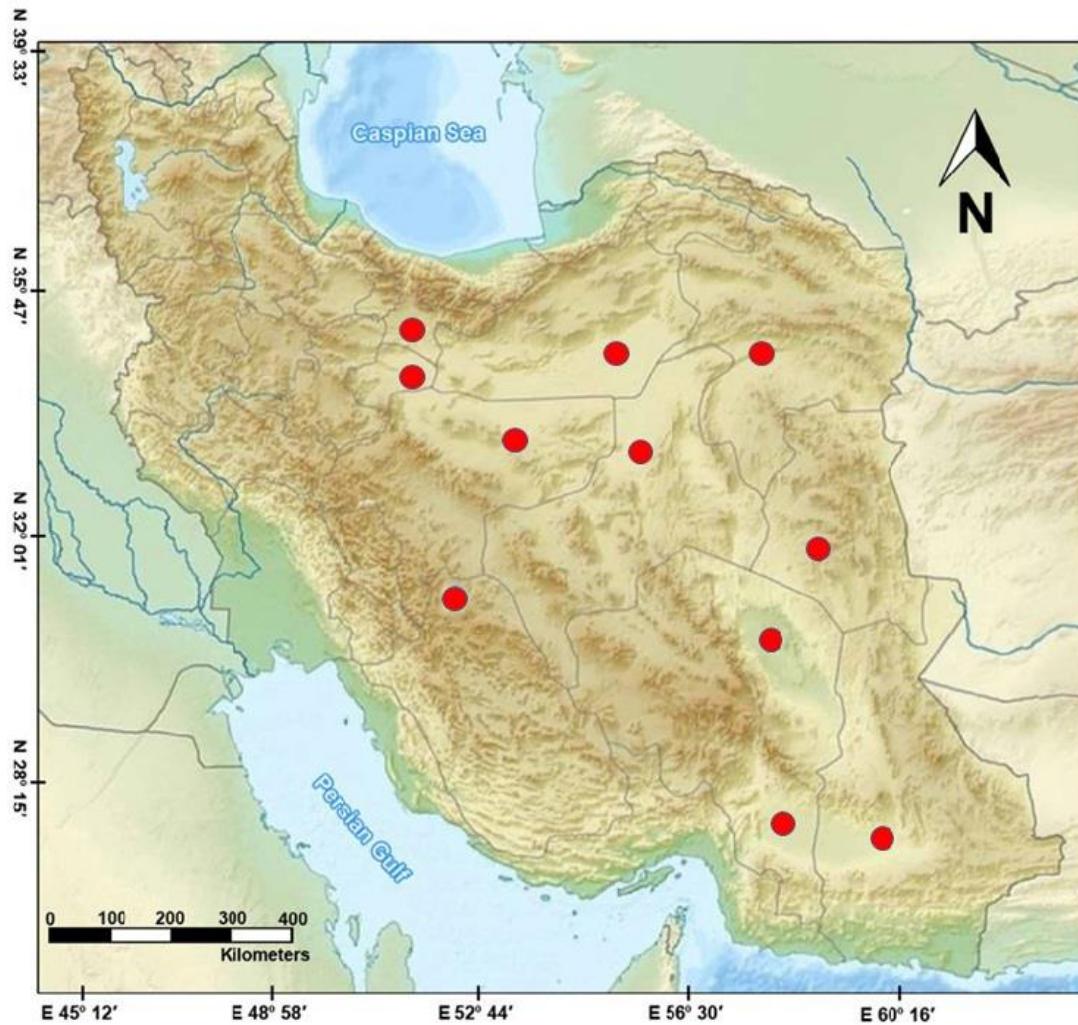 N 39° 33′
Caspian Sea
N
N 35° 47′
N 32° 01′
N 28° 15′
Persian Gulf
0 100 200 300 400
Kilometers
E 45° 12′ E 48° 58′ E 52° 44′ E 56° 30′ E 60° 16′